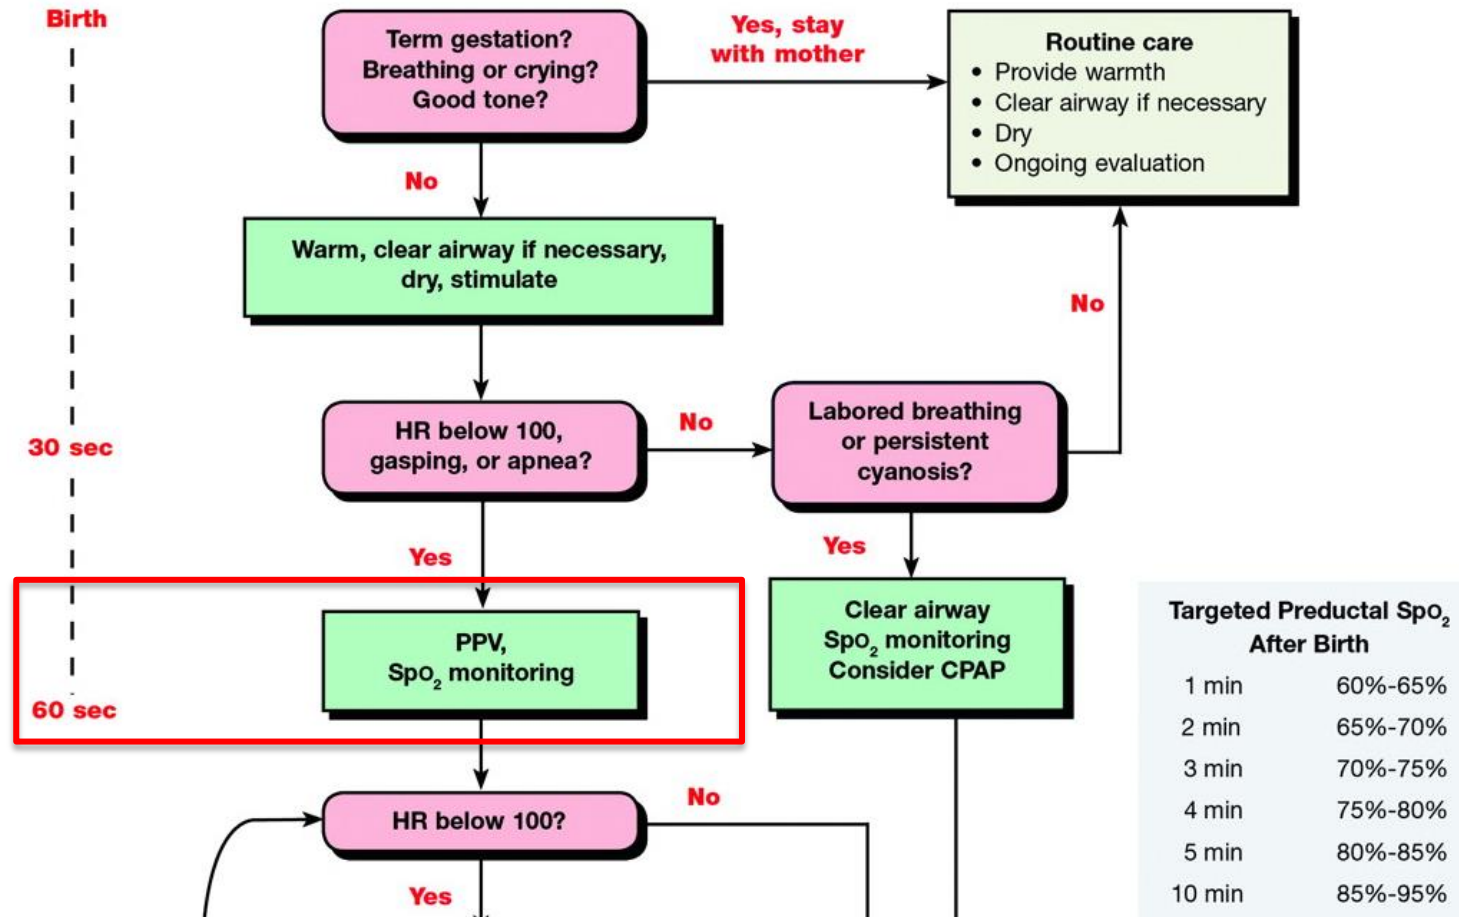 Birth
Term gestation?
Breathing or crying?
Good tone?
Yes, stay
with mother
Routine care
• Provide warmth
• Clear airway if necessary
• Dry
• Ongoing evaluation
No
Warm, clear airway if necessary,
dry, stimulate
No
30 sec
HR below 100,
gasping, or apnea?
No
Labored breathing
or persistent
cyanosis?
Yes
Yes
60 sec
PPV,
SpO₂ monitoring
Clear airway
SpO₂ monitoring
Consider CPAP
Targeted Preductal SpO₂
After Birth
1 min 60%-65%
2 min 65%-70%
3 min 70%-75%
4 min 75%-80%
5 min 80%-85%
10 min 85%-95%
HR below 100?
No
Yes